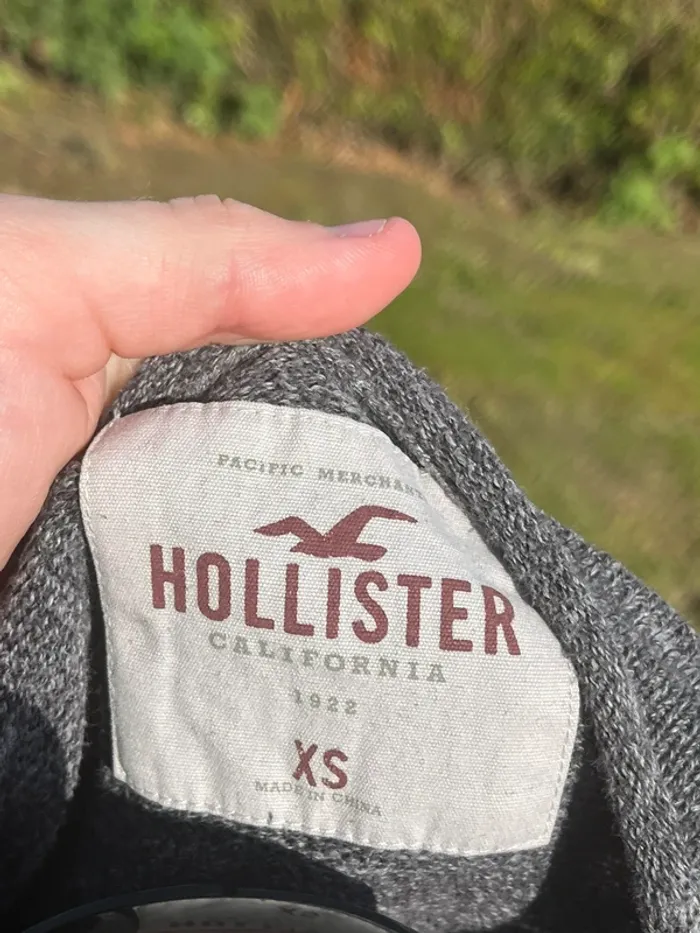 PACIFIC MERCHANT
HOLLISTER
CALIFORNIA
1922
XS
MADE IN CHINA